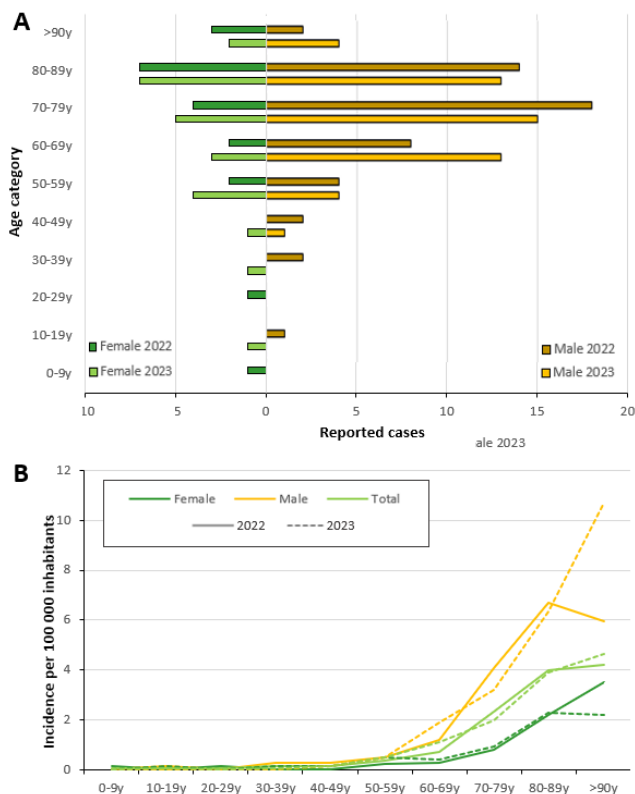 A
>90y
80-89y
70-79y
60-69y
50-59y
40-49y
30-39y
20-29y
10-19y
0-9y
Age category
Female 2022
Female 2023
Male 2022
Male 2023
10 5 0 5 10 15 20
Reported cases
ale 2023
B
12
10
8
6
4
2
0
Incidence per 100 000 inhabitants
Female Male Total
2022 2023
0-9y 10-19y 20-29y 30-39y 40-49y 50-59y 60-69y 70-79y 80-89y >90y